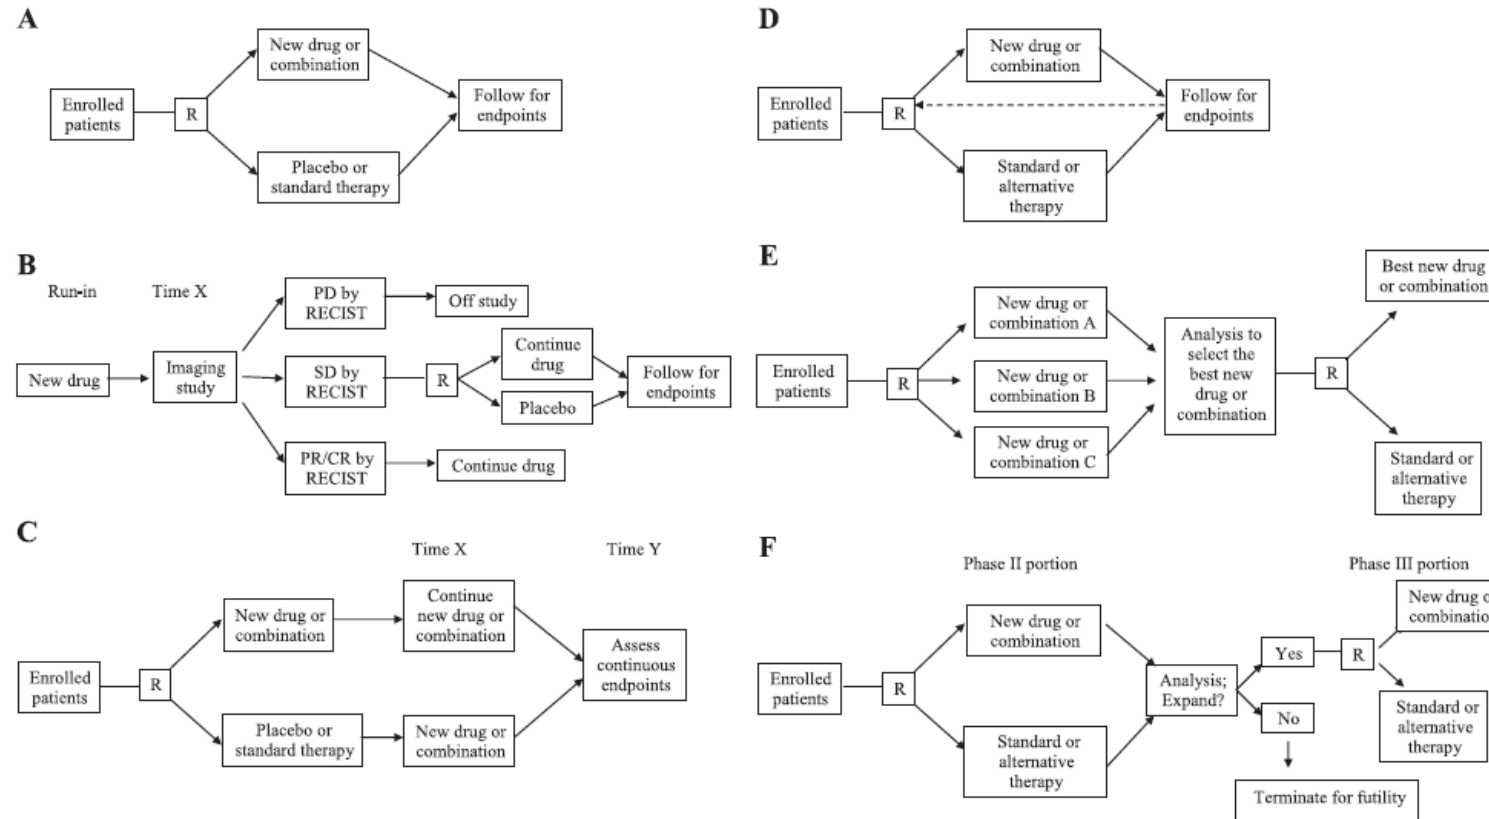 A
New drug or
combination
Enrolled
patients
R
Placebo or
standard therapy
Follow for
endpoints
B
Run-in
Time X
New drug
Imaging
study
PD by
RECIST
Off study
SD by
RECIST
R
Continue
drug
Placebo
Follow for
endpoints
PR/CR by
RECIST
Continue drug
C
Time X
Time Y
Enrolled
patients
R
New drug or
combination
Continue
new drug or
combination
Placebo or
standard therapy
New drug or
combination
Assess
continuous
endpoints
D
Enrolled
patients
R
New drug or
combination
Standard or
alternative
therapy
Follow for
endpoints
E
Enrolled
patients
R
New drug or
combination A
New drug or
combination B
New drug or
combination C
Analysis to
select the
best new
drug or
combination
R
Best new drug
or combination
Standard or
alternative
therapy
F
Phase II portion
Phase III portion
Enrolled
patients
R
New drug or
combination
Standard or
alternative
therapy
Analysis;
Expand?
Yes
No
R
New drug o
combinatio
Standard or
alternative
therapy
Terminate for futility